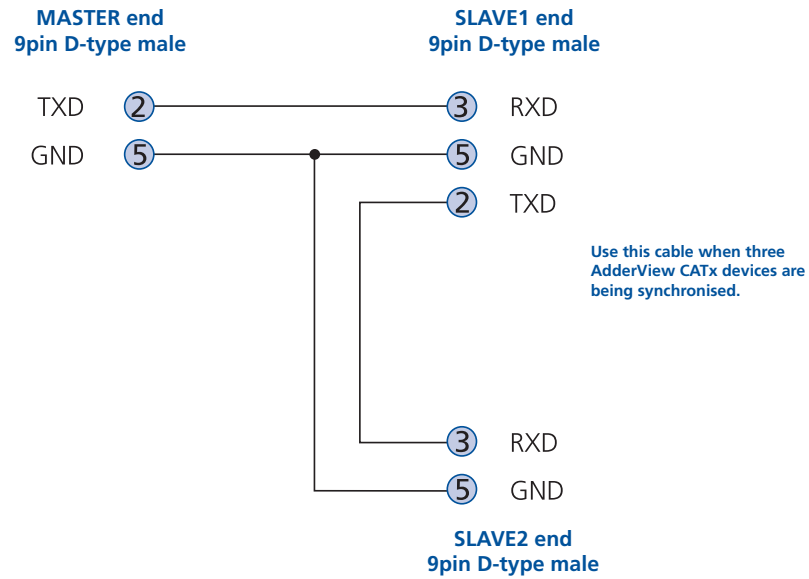 MASTER end
9pin D-type male
SLAVE1 end
9pin D-type male
TXD 2 3 RXD
GND 5 5 GND
2 TXD
Use this cable when three
AdderView CATx devices are
being synchronised.
3 RXD
5 GND
SLAVE2 end
9pin D-type male